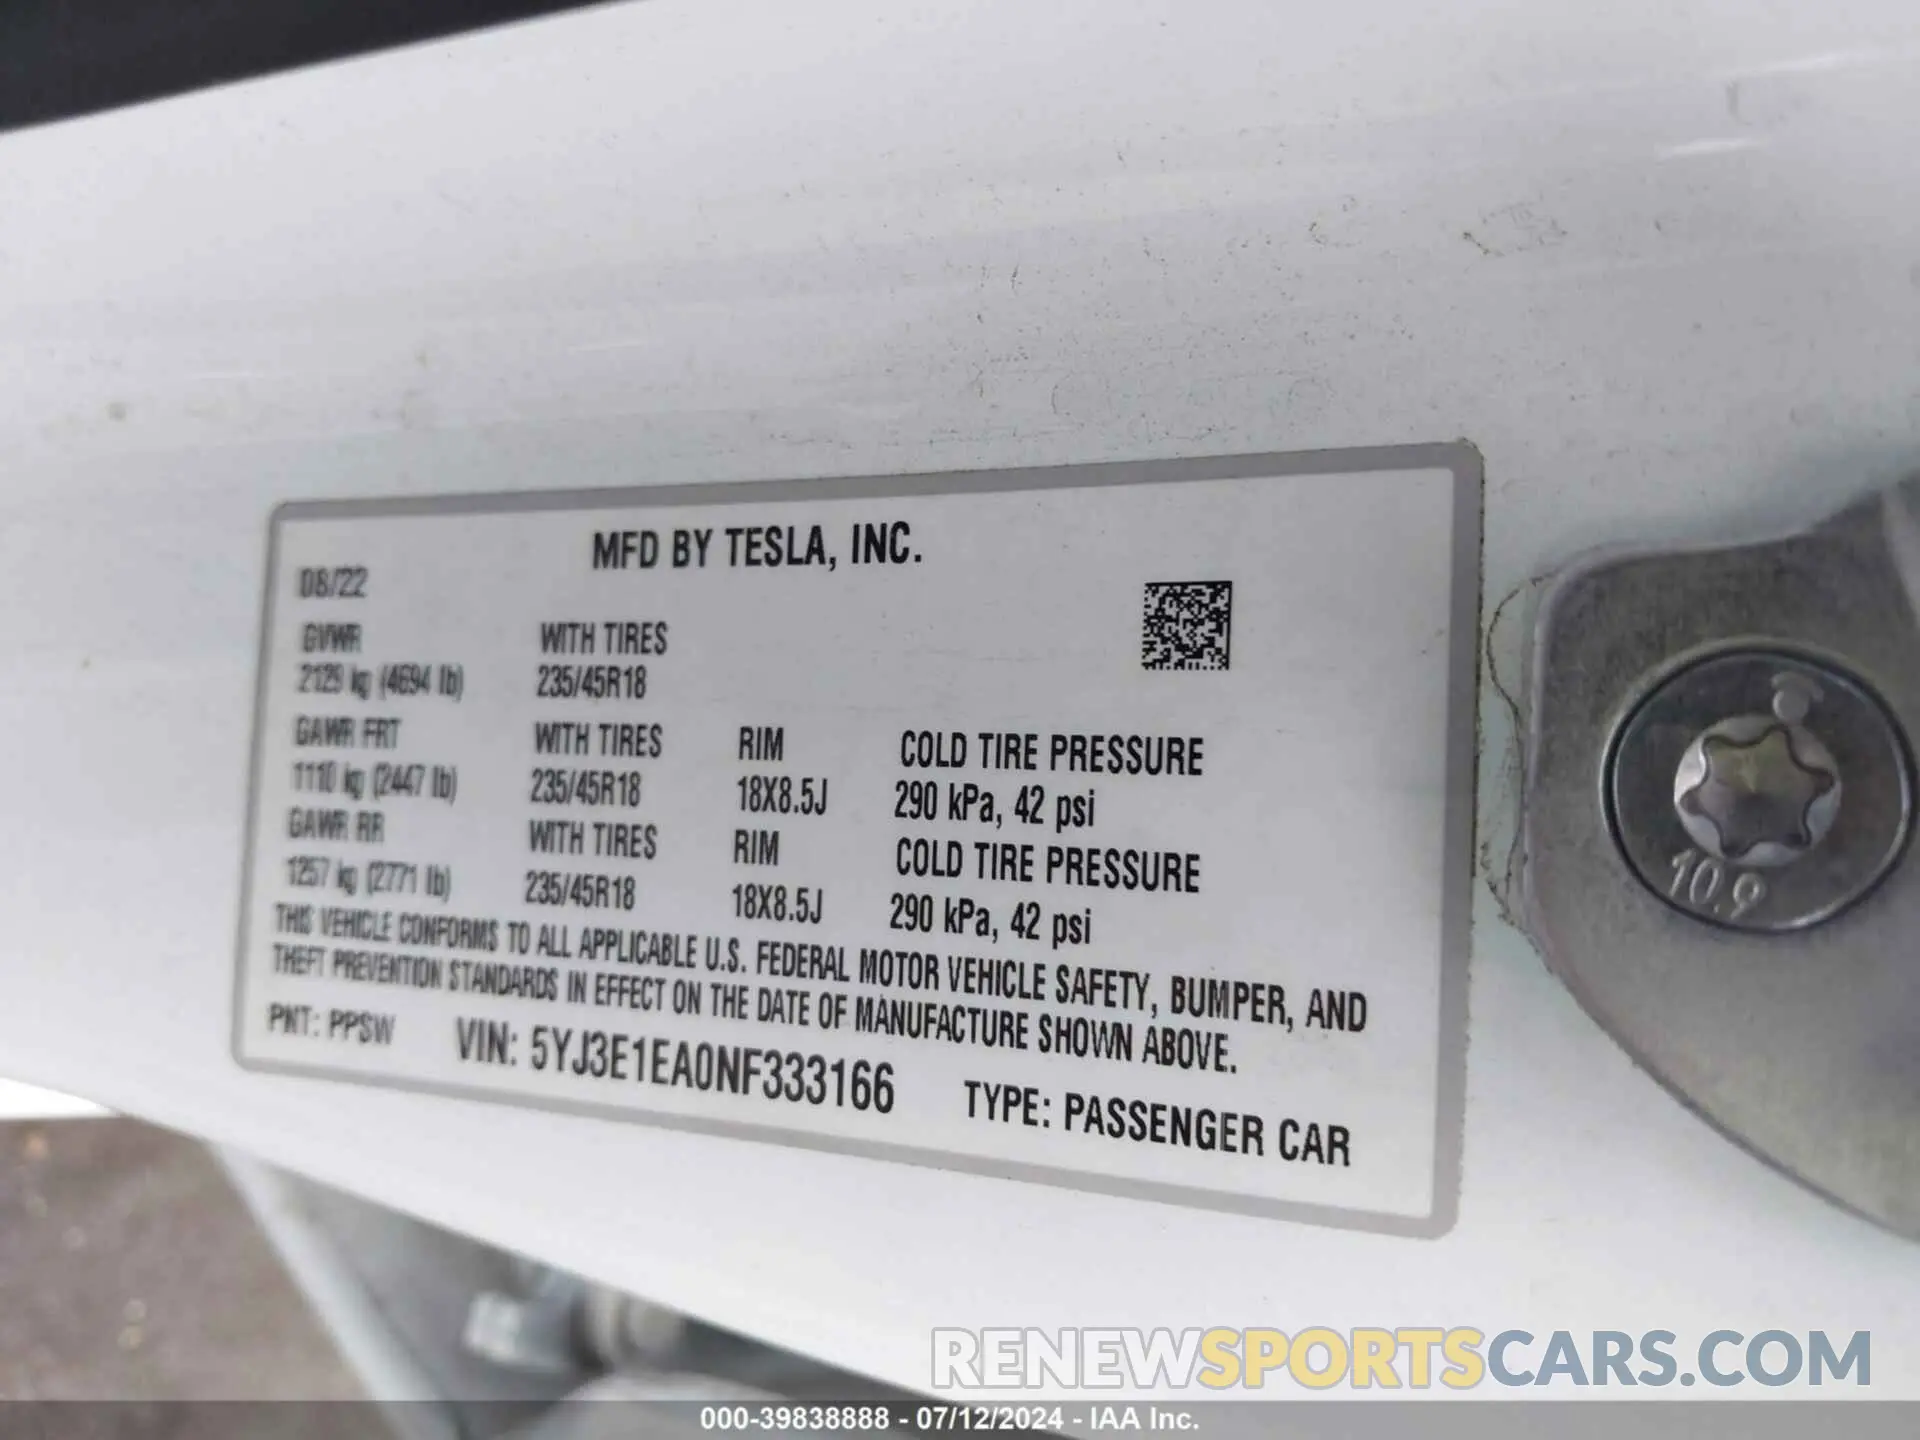 MFD BY TESLA, INC.
08/22
GVWR WITH TIRES
2129 kg (4694 lb) 235/45R18
GAWR FRT WITH TIRES RIM COLD TIRE PRESSURE
1110 kg (2447 lb) 235/45R18 18X8.5J 290 kPa, 42 psi
GAWR RR WITH TIRES RIM COLD TIRE PRESSURE
1257 kg (2771 lb) 235/45R18 18X8.5J 290 kPa, 42 psi
THIS VEHICLE CONFORMS TO ALL APPLICABLE U.S. FEDERAL MOTOR VEHICLE SAFETY, BUMPER, AND
THEFT PREVENTION STANDARDS IN EFFECT ON THE DATE OF MANUFACTURE SHOWN ABOVE.
PNT: PPSW VIN: 5YJ3E1EA0NF333166 TYPE: PASSENGER CAR
10.9
RENEWSPORTSCARS.COM
000-39838888 - 07/12/2024 - IAA Inc.